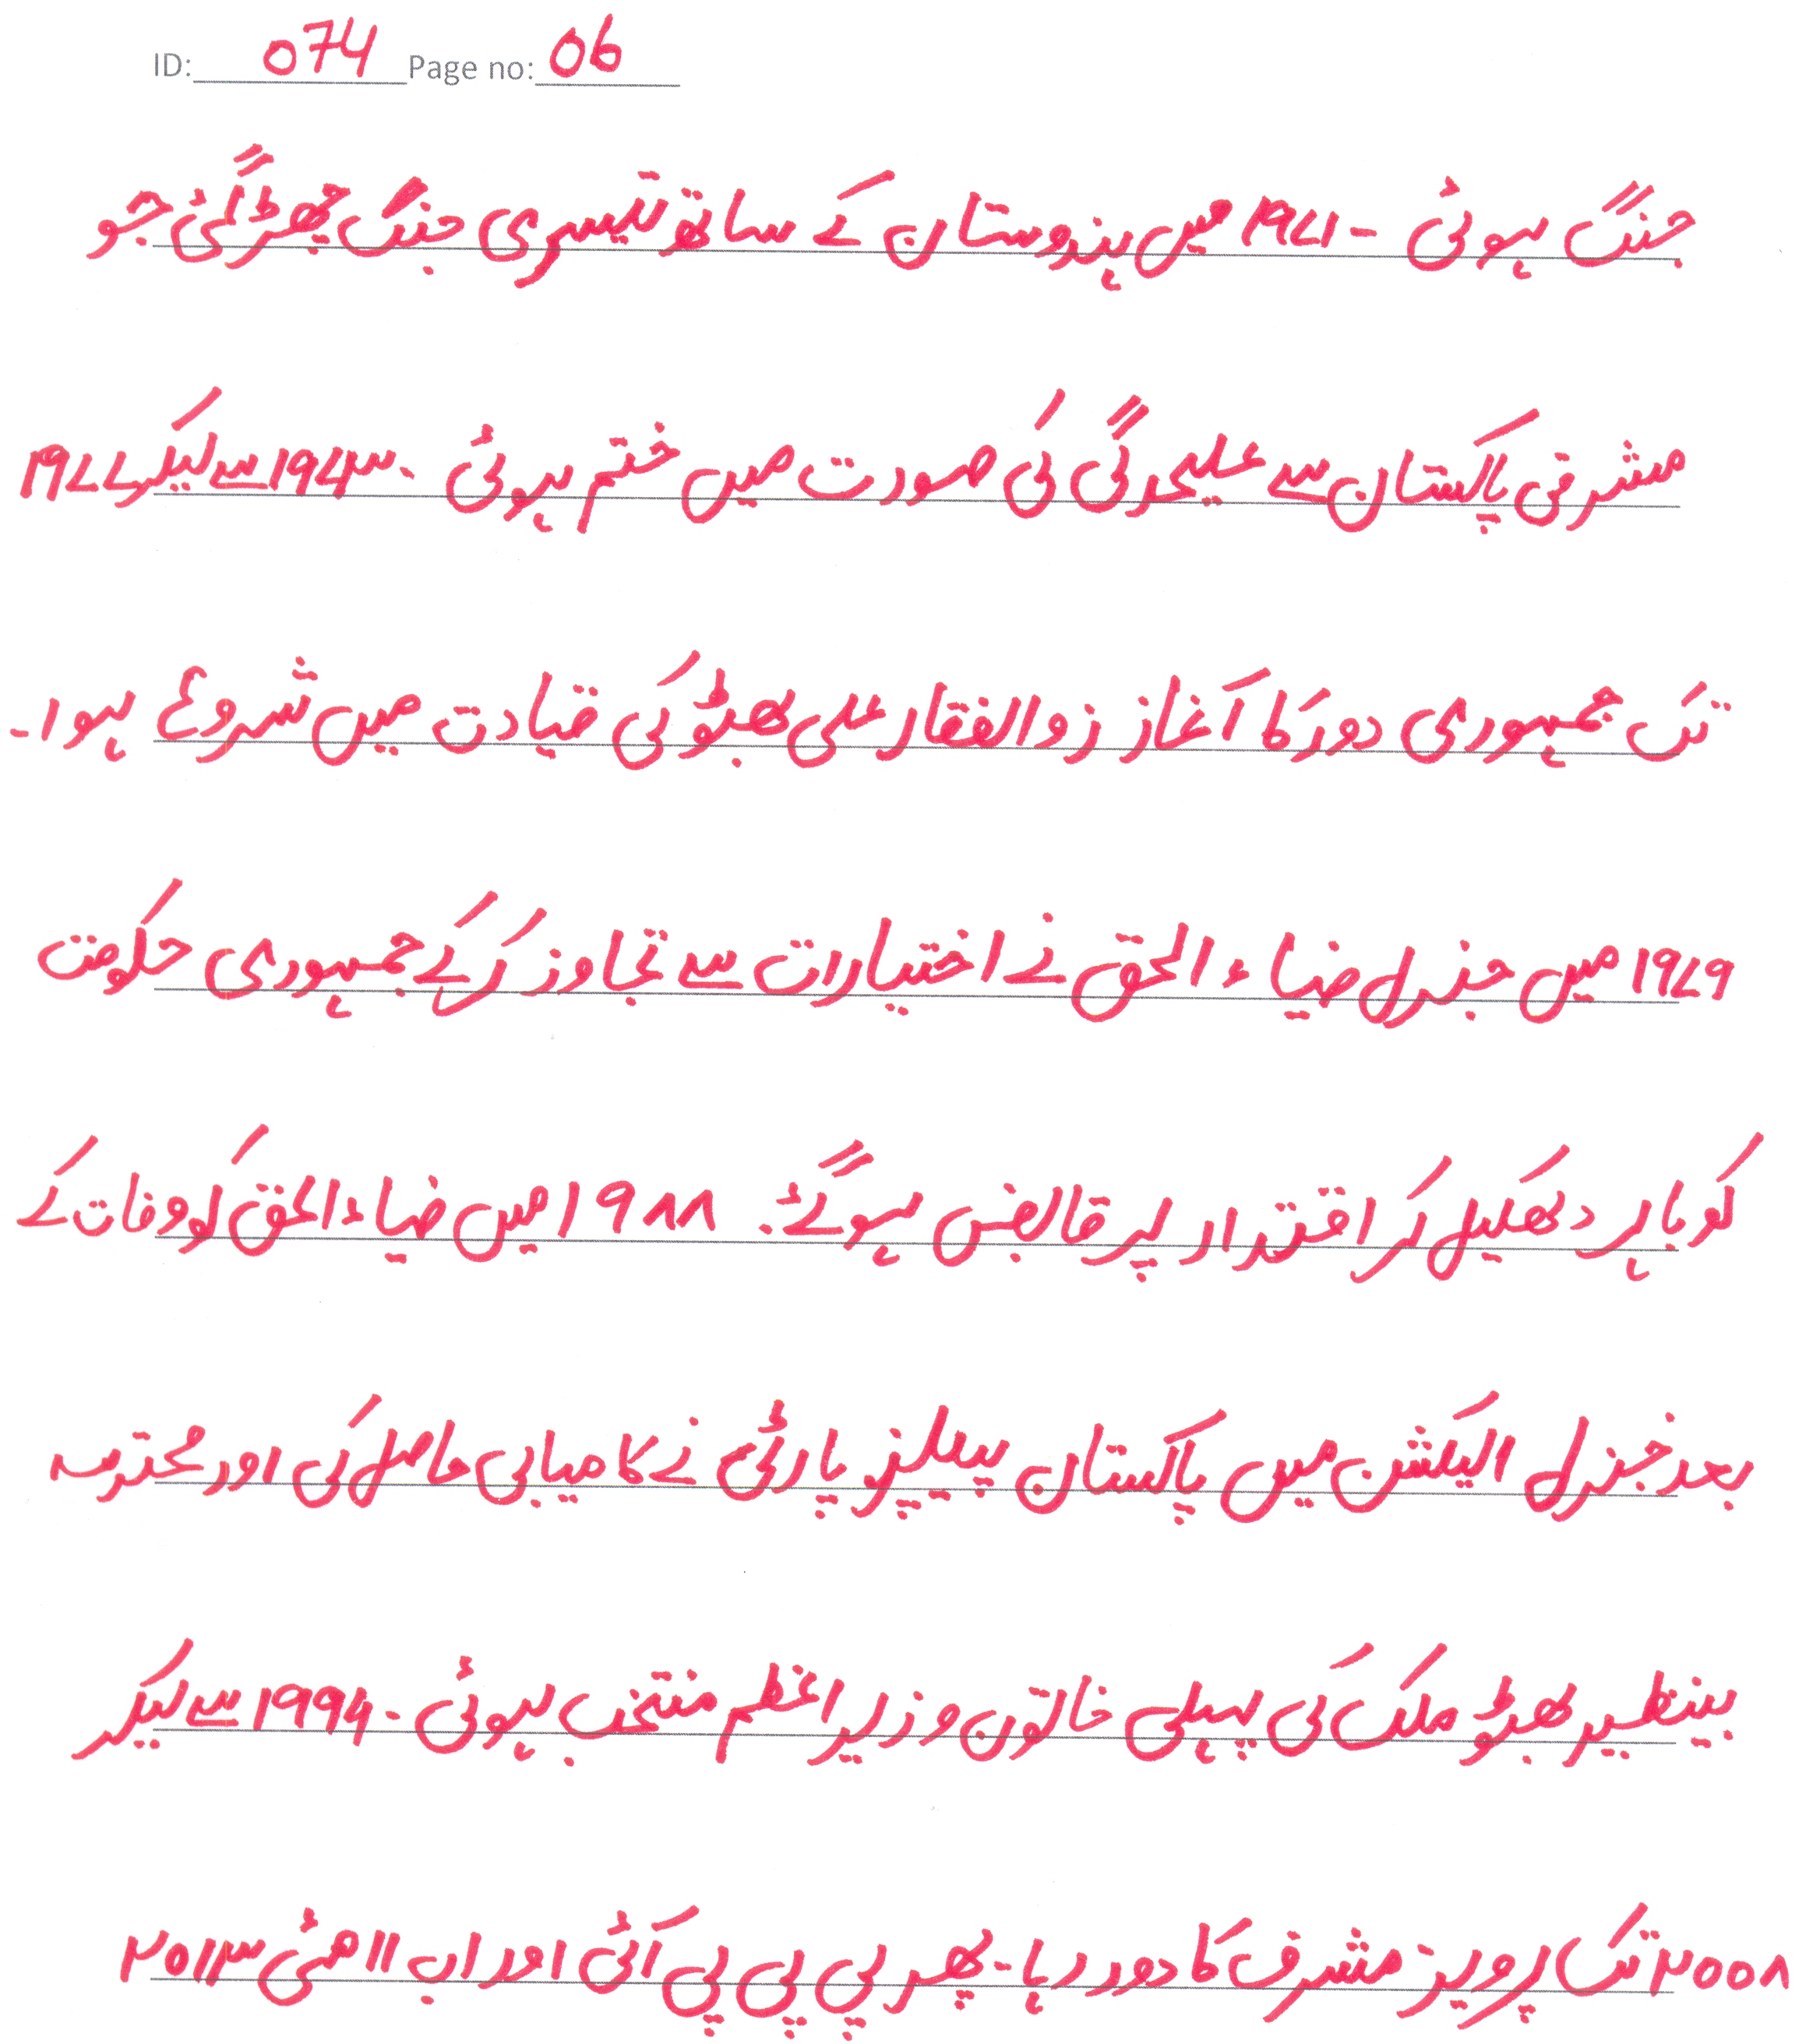 ID: 074 Page no: 06
جنگ ہوئی - ۱۹۷۱ میں ہندوستان کے ساتھ تیسری جنگ چھڑ گئی جو
مشرقی پاکستان سے علیحدگی کی صورت میں ختم ہوئی - ۱۹۷۳ سے لیکر ۱۹۷۷
تک جمہوری دور کا آغاز زوالفقار علی بھٹو کی قیادت میں شروع ہوا -
۱۹۷۹ میں جنرل ضیاء الحق نے اختیارات سے تجاوز کر کے جمہوری حکومت
کو باہر دھکیل کر اقتدار پر قابض ہو گئے. ۱۹۸۸ میں ضیاء الحق کو وفات کے
بعد جنرل الیکشن میں پاکستان پیپلز پارٹی نے کامیابی حاصل کی اور محترمہ
بینظیر بھٹو ملک کی پہلی خاتون وزیر اعظم منتخب ہوئی - ۱۹۹۴ سے لیکر
۲۰۰۸ تک پرویز مشرف کا دور رہا - پھر پی پی پی آئی اور اب ۱۱ مئی ۲۰۱۳